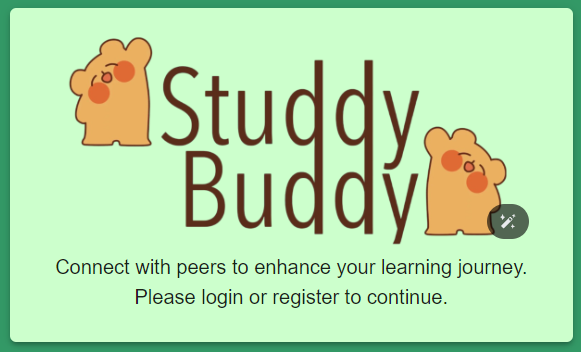 Studdy
Buddy
Connect with peers to enhance your learning journey.
Please login or register to continue.